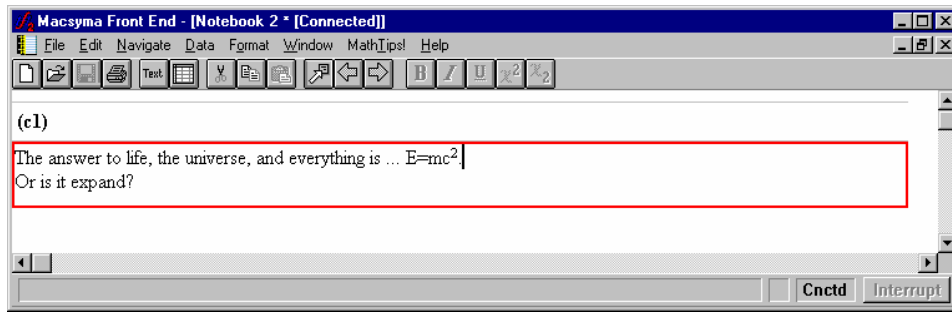 Macsyma Front End - [Notebook 2 * [Connected]]
File Edit Navigate Data Format Window MathTips! Help
Text B I U x² x₂
(c1)
The answer to life, the universe, and everything is ... E=mc².
Or is it expand?
Cnctd Interrupt